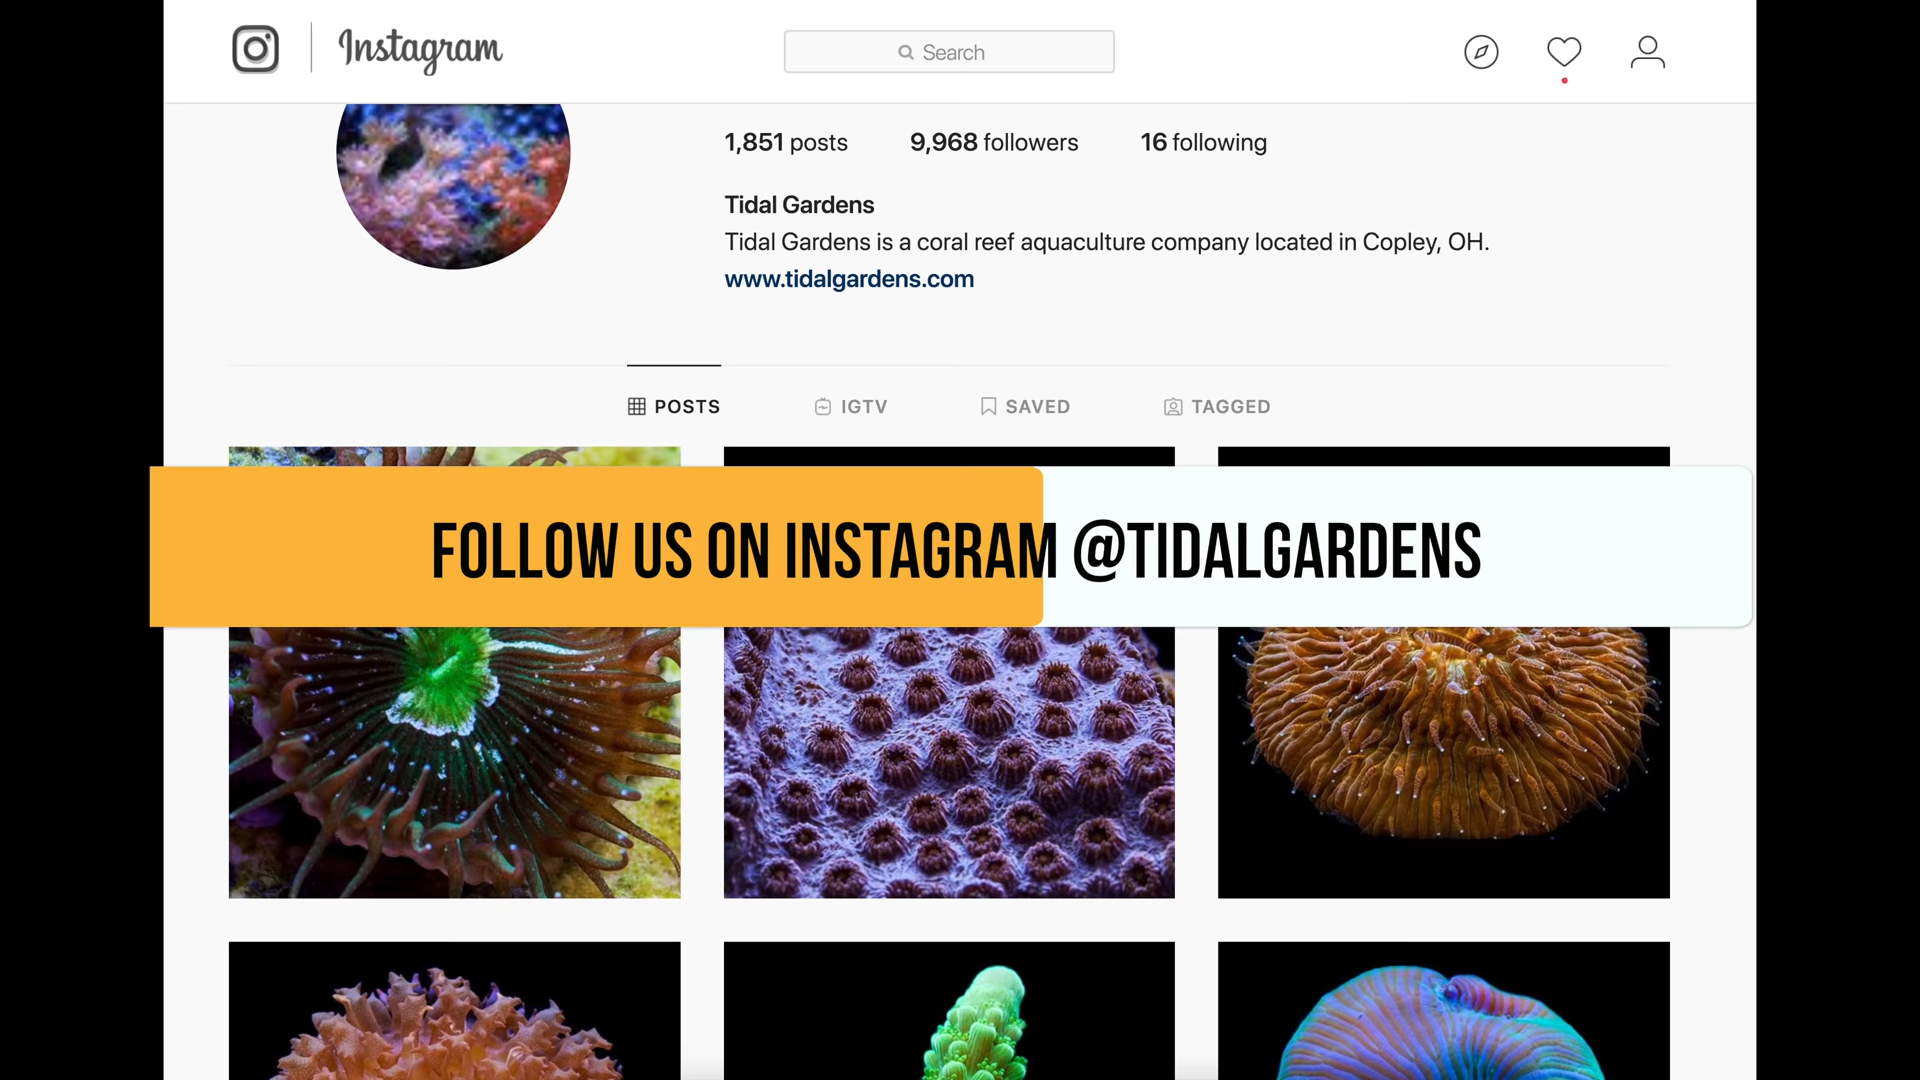 Instagram
Search
1,851 posts 9,968 followers 16 following
Tidal Gardens
Tidal Gardens is a coral reef aquaculture company located in Copley, OH.
www.tidalgardens.com
POSTS IGTV SAVED TAGGED
FOLLOW US ON INSTAGRAM @TIDALGARDENS